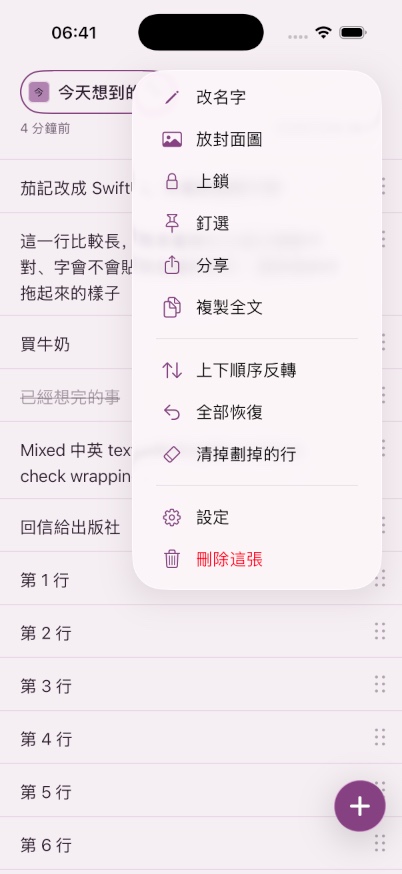 06:41
今
今天想到的
4 分鐘前
改名字
放封面圖
上鎖
釘選
分享
複製全文
上下順序反轉
全部恢復
清掉劃掉的行
設定
刪除這張
茄記改成 Swift
這一行比較長,
對、字會不會貼
拖起來的樣子
買牛奶
已經想完的事
Mixed 中英 tex
check wrappin
回信給出版社
第 1 行
第 2 行
第 3 行
第 4 行
第 5 行
第 6 行